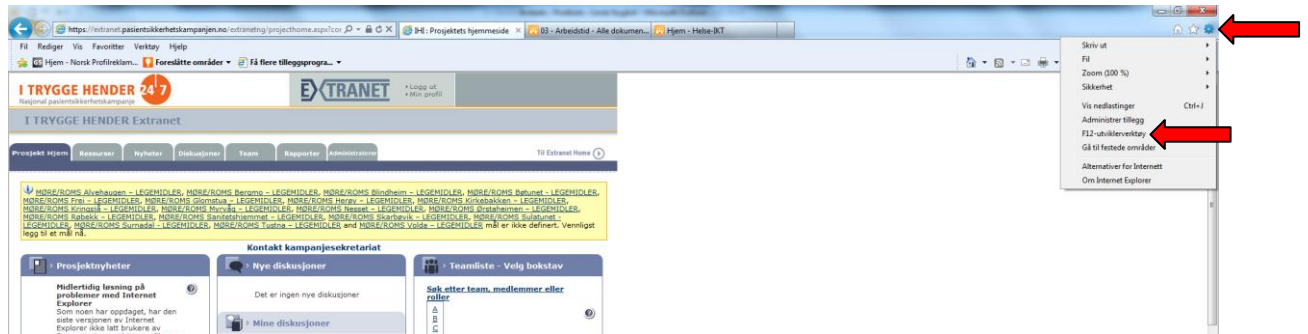 https://extranet.pasientsikkerhetskampanjen.no/extranetng/projecthome.aspx?cor
IHI: Prosjektets hjemmeside
03 - Arbeidstid - Alle dokumen...
Hjem - Helse-IKT
Fil Rediger Vis Favoritter Verktøy Hjelp
Hjem - Norsk Profilreklam... Foreslåtte områder Få flere tilleggsprogra...
Skriv ut
Fil
Zoom (100 %)
Sikkerhet
Vis nedlastinger Ctrl+J
Administrer tillegg
F12-utviklerverktøy
Gå til festede områder
Alternativer for Internett
Om Internet Explorer
I TRYGGE HENDER 24 7
Nasjonal pasientsikkerhetskampanje
EXTRANET
Logg ut
Min profil
I TRYGGE HENDER Extranet
Prosjekt Hjem Ressurser Nyheter Diskusjoner Team Rapporter Administratorer
Til Extranet Home
MØRE/ROMS Alvehaugen - LEGEMIDLER, MØRE/ROMS Bergmo - LEGEMIDLER, MØRE/ROMS Blindheim - LEGEMIDLER, MØRE/ROMS Bøtunet - LEGEMIDLER,
MØRE/ROMS Frei - LEGEMIDLER, MØRE/ROMS Glomstua - LEGEMIDLER, MØRE/ROMS Herøy - LEGEMIDLER, MØRE/ROMS Kirkebakken - LEGEMIDLER,
MØRE/ROMS Kringsjå - LEGEMIDLER, MØRE/ROMS Myrvåg - LEGEMIDLER, MØRE/ROMS Nesset - LEGEMIDLER, MØRE/ROMS Ørstaheimen - LEGEMIDLER,
MØRE/ROMS Røbekk - LEGEMIDLER, MØRE/ROMS Sanitetshjemmet - LEGEMIDLER, MØRE/ROMS Skarbøvik - LEGEMIDLER, MØRE/ROMS Sulatunet -
LEGEMIDLER, MØRE/ROMS Surnadal - LEGEMIDLER, MØRE/ROMS Tustna - LEGEMIDLER and MØRE/ROMS Volda - LEGEMIDLER mål er ikke definert. Vennligst
legg til et mål nå.
Kontakt kampanjesekretariat
Prosjektnyheter
Midlertidig løsning på
problemer med Internet
Explorer
Som noen har oppdaget, har den
siste versjonen av Internet
Explorer ikke latt brukere av
Nye diskusjoner
Det er ingen nye diskusjoner
Mine diskusjoner
Teamliste - Velg bokstav
Søk etter team, medlemmer eller
roller
A
B
C